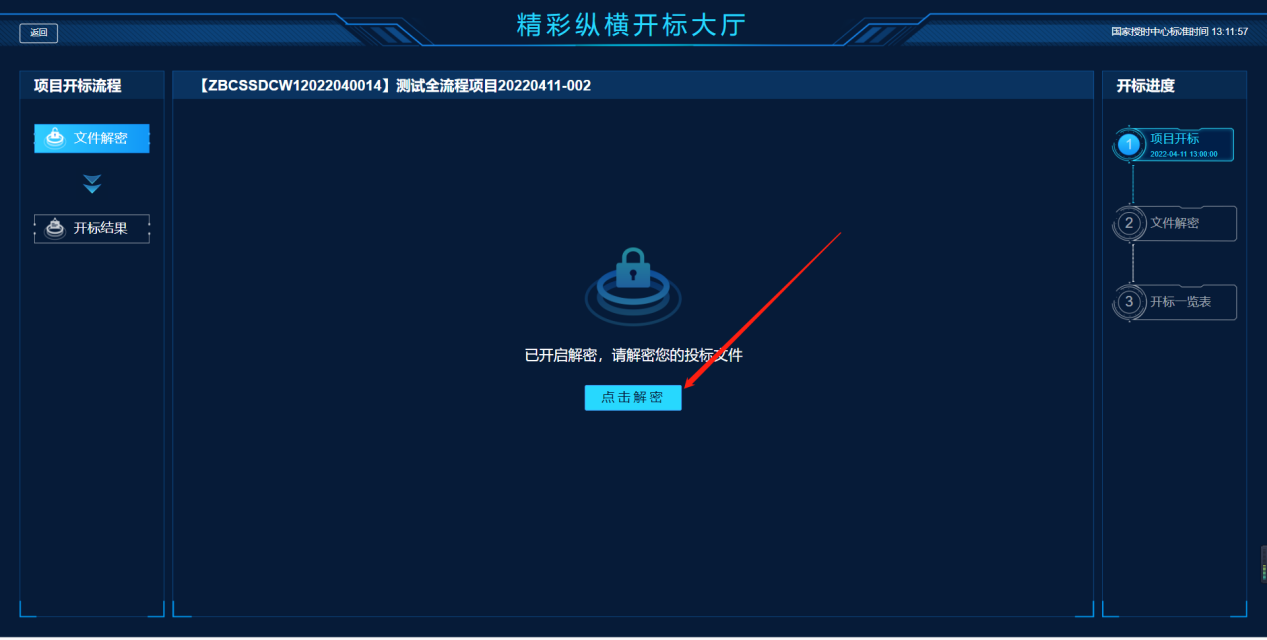 返回
精彩纵横开标大厅
国家授时中心标准时间 13:11:57
项目开标流程
文件解密
开标结果
【ZBCSSDCW12022040014】测试全流程项目20220411-002
已开启解密，请解密您的投标文件
点击解密
开标进度
1
项目开标
2022-04-11 13:00:00
2
文件解密
3
开标一览表